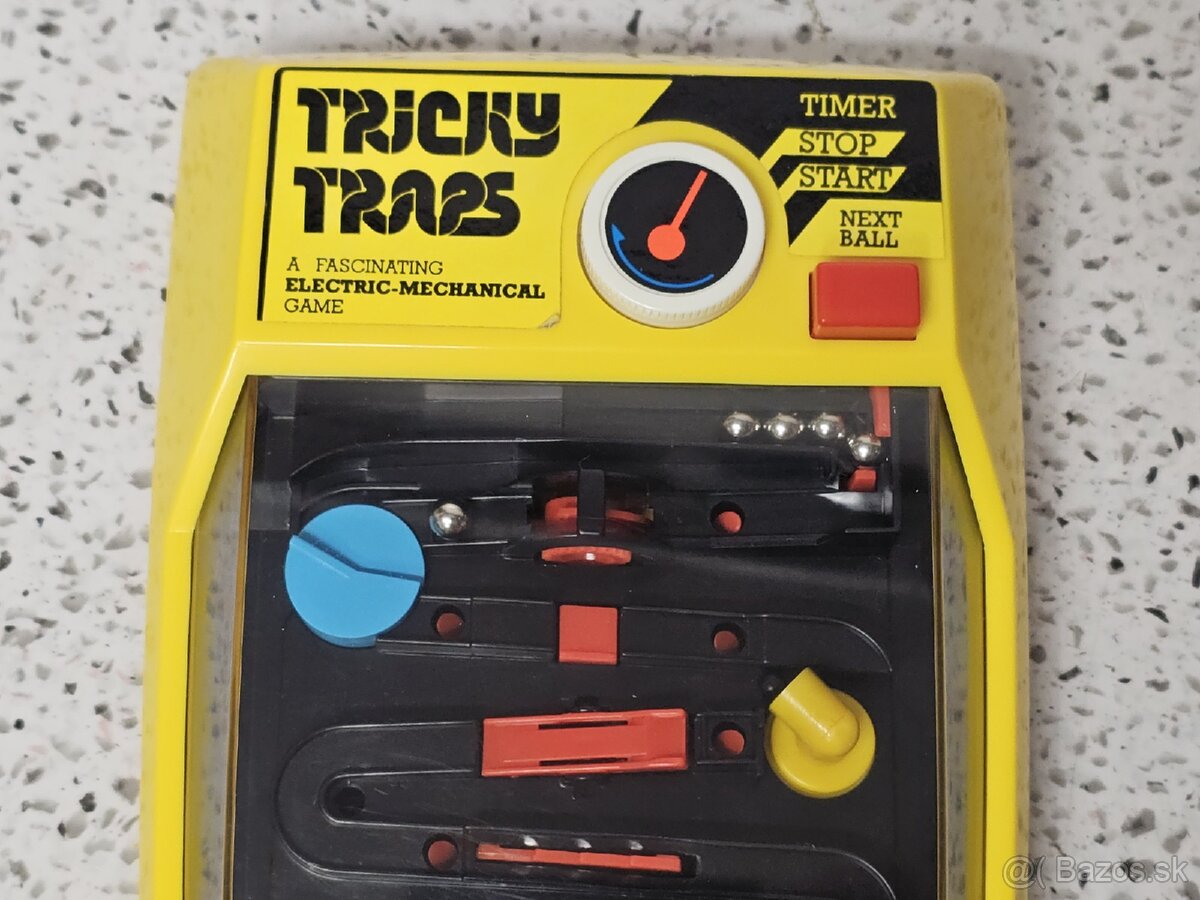 TRICKY
TRAPS
A FASCINATING
ELECTRIC-MECHANICAL
GAME
TIMER
STOP
START
NEXT
BALL
@( Bazos.sk